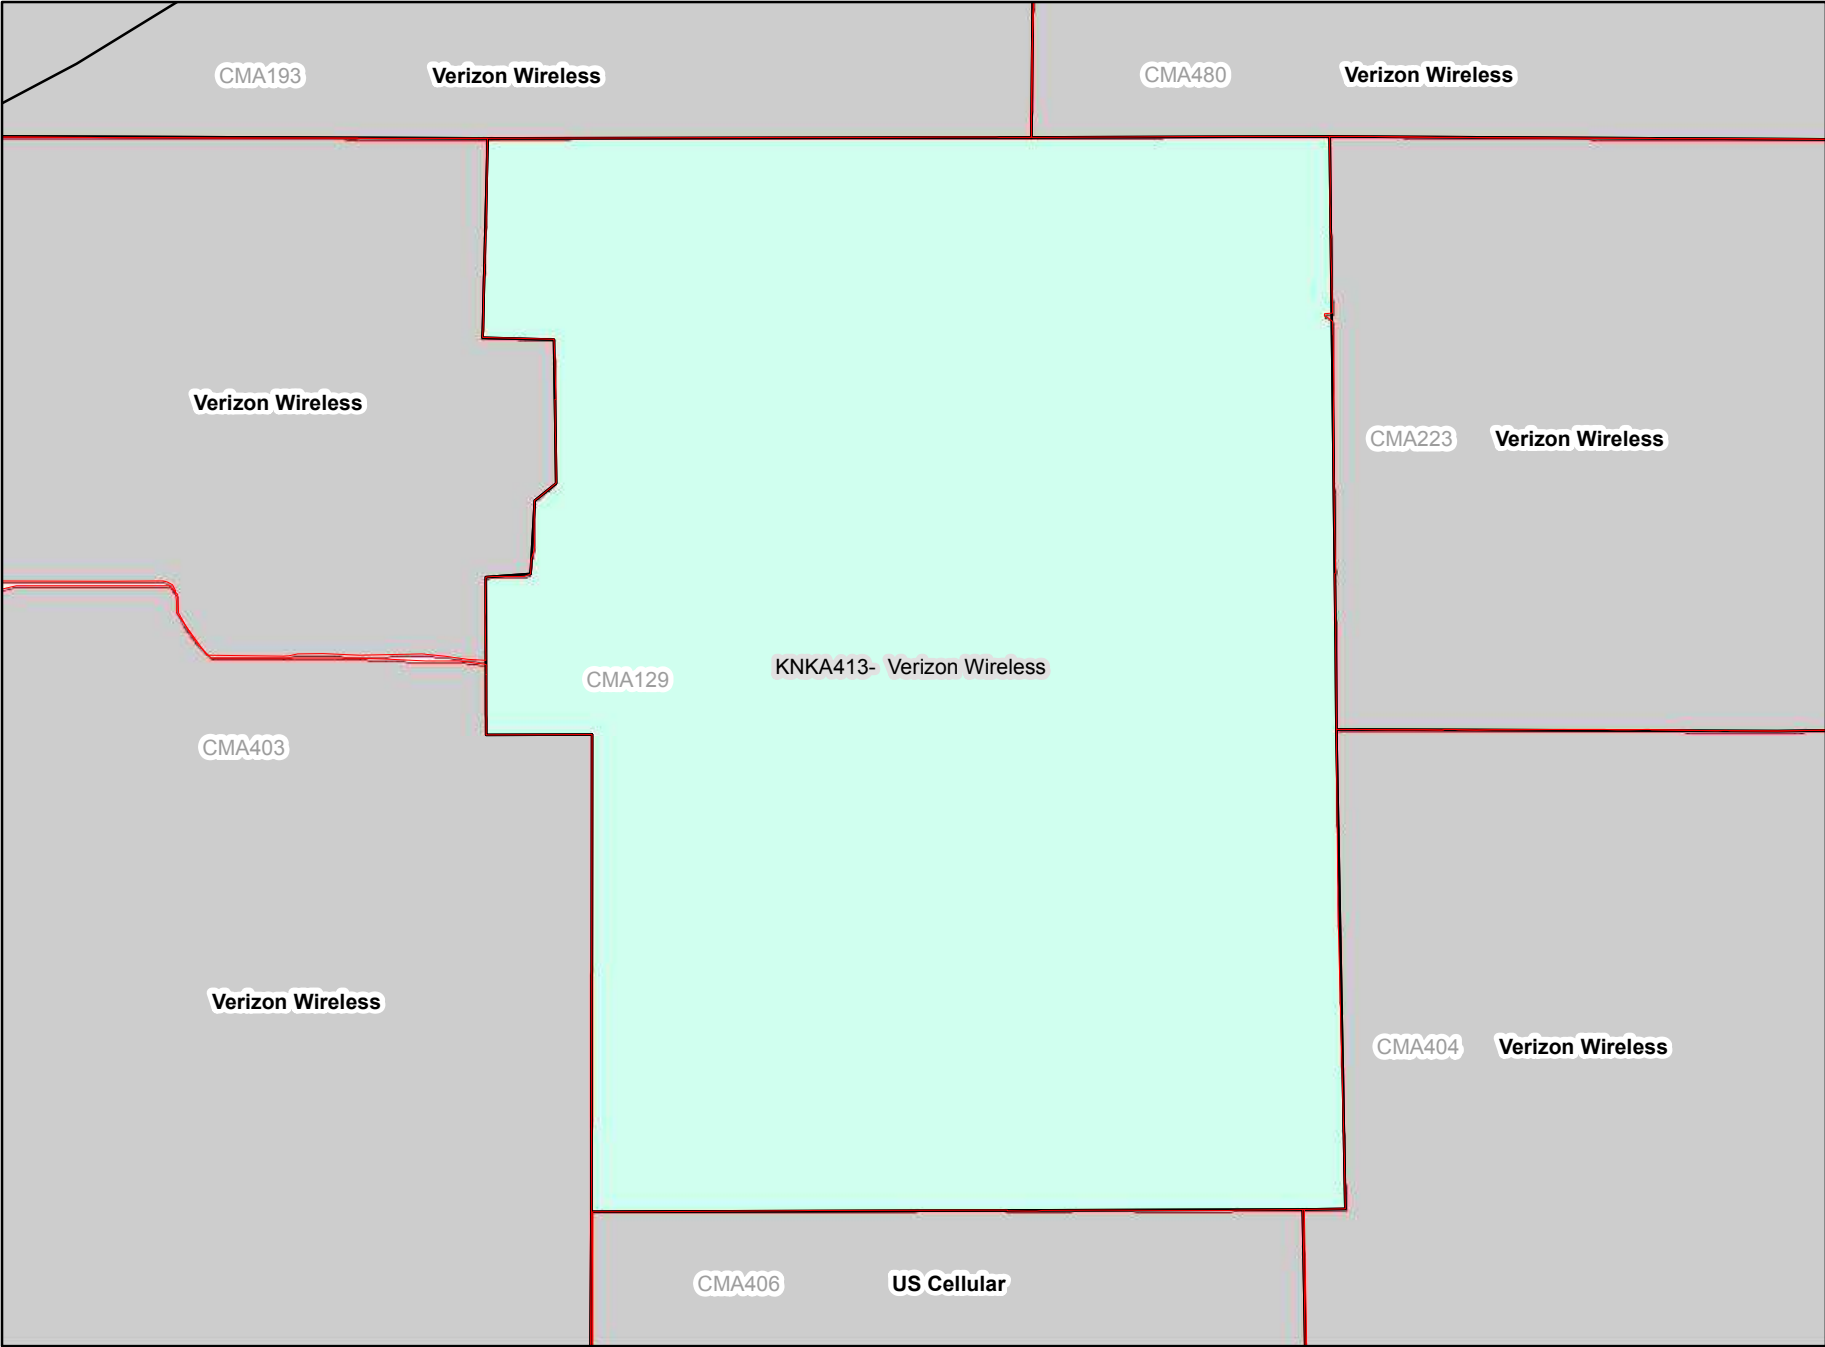 CMA193 Verizon Wireless CMA480 Verizon Wireless
Verizon Wireless
CMA223 Verizon Wireless
KNKA413- Verizon Wireless
CMA129
CMA403
Verizon Wireless
CMA404 Verizon Wireless
CMA406 US Cellular